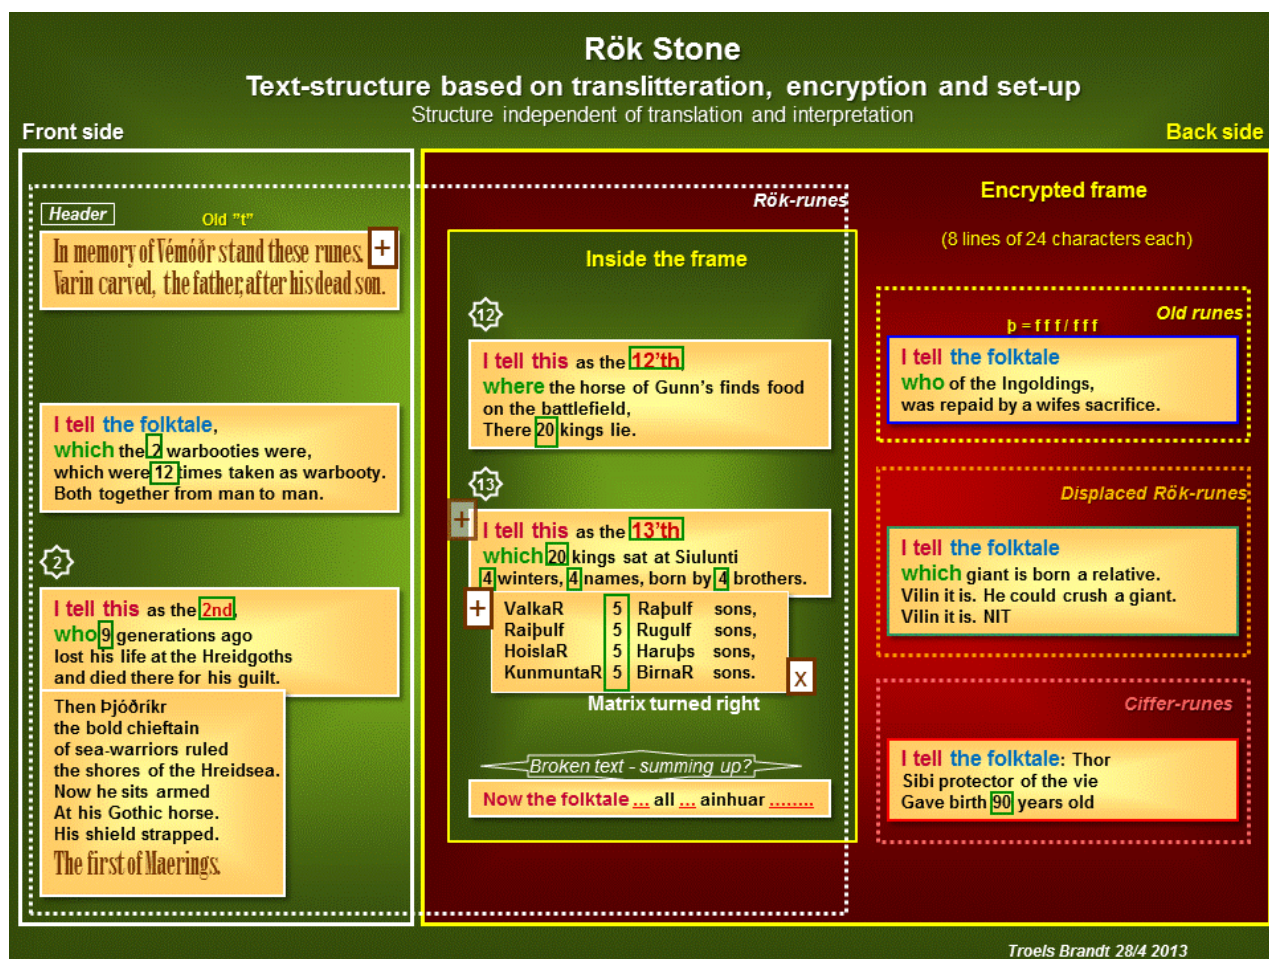 Rök Stone
Text-structure based on translitteration, encryption and set-up
Structure independent of translation and interpretation
Front side
Back side
Header
Old "t"
In memory of Vémóðr stand these runes.
+
Varin carved, the father, after his dead son.
I tell the folktale,
which the 2 warbooties were,
which were 12 times taken as warbooty.
Both together from man to man.
2
I tell this as the 2nd,
who 9 generations ago
lost his life at the Hreidgoths
and died there for his guilt.
Then Þjóðríkr
the bold chieftain
of sea-warriors ruled
the shores of the Hreidsea.
Now he sits armed
At his Gothic horse.
His shield strapped.
The first of Maerings.
Rök-runes
Inside the frame
12
I tell this as the 12'th,
where the horse of Gunn's finds food
on the battlefield,
There 20 kings lie.
13
+
I tell this as the 13'th
which 20 kings sat at Siulunti
4 winters, 4 names, born by 4 brothers.
+
ValkaR 5 Raþulf sons,
Raiþulf 5 Rugulf sons,
HoislaR 5 Haruþs sons,
KunmuntaR 5 BirnaR sons.
x
Matrix turned right
Broken text - summing up?
Now the folktale ... all ... ainhuar ........
Encrypted frame
(8 lines of 24 characters each)
Old runes
þ = f f f / f f f
I tell the folktale
who of the Ingoldings,
was repaid by a wifes sacrifice.
Displaced Rök-runes
I tell the folktale
which giant is born a relative.
Vilin it is. He could crush a giant.
Vilin it is. NIT
Ciffer-runes
I tell the folktale: Thor
Sibi protector of the vie
Gave birth 90 years old
Troels Brandt 28/4 2013